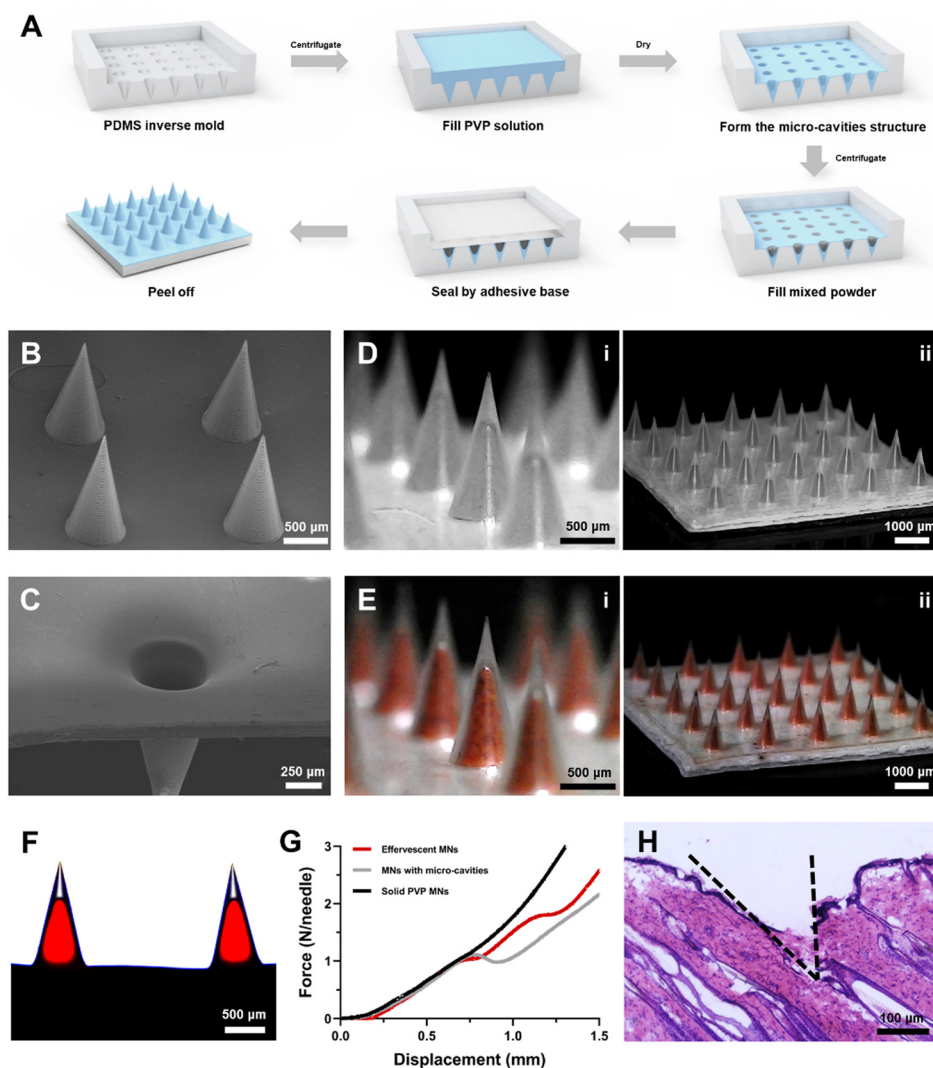 A
Centrifugate
Dry
PDMS inverse mold
Fill PVP solution
Form the micro-cavities structure
Centrifugate
Peel off
Seal by adhesive base
Fill mixed powder
B
500 μm
D
i
500 μm
ii
1000 μm
C
250 μm
E
i
500 μm
ii
1000 μm
F
500 μm
G
Effervescent MNs
MNs with micro-cavities
Solid PVP MNs
Force (N/needle)
3
2
1
0
0.0
0.5
1.0
1.5
Displacement (mm)
H
100 μm